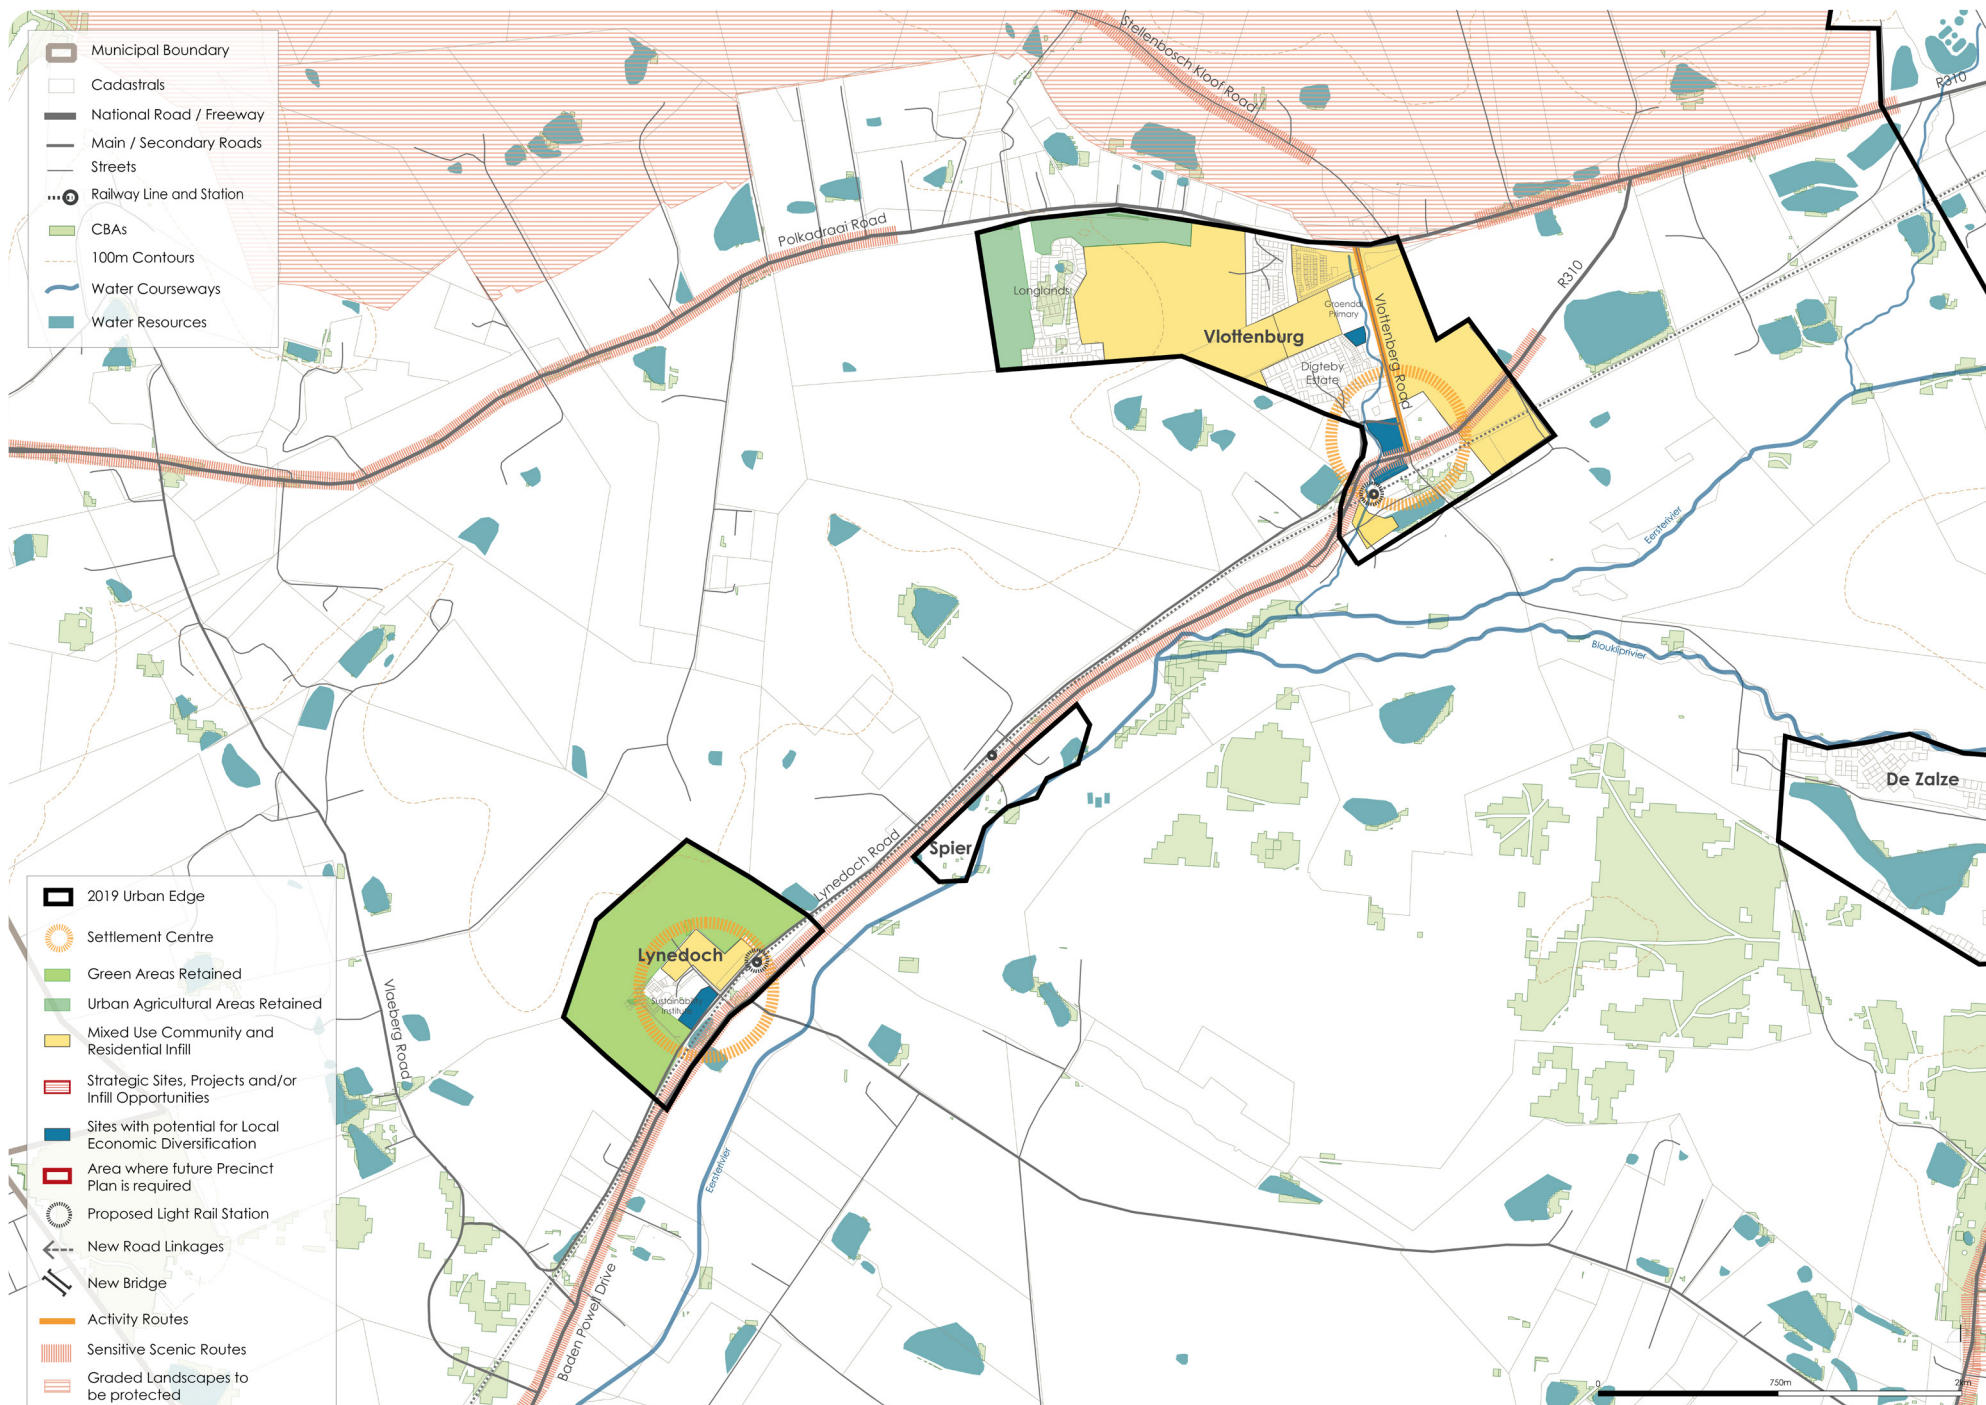 Municipal Boundary
Cadastrals
National Road / Freeway
Main / Secondary Roads
Streets
Railway Line and Station
CBAs
100m Contours
Water Courseways
Water Resources
Stellenbosch Kloof Road
R310
Polkadraai Road
R310
Longlands
Groendal
Primary
Vlottenburg
Vlottenberg Road
Digteby
Estate
Eersterivier
Blouklliprivier
De Zalze
Spier
Lynedoch Road
Lynedoch
Sustainability
Institute
Vlaeberg Road
Eersterivier
Baden Powell Drive
2019 Urban Edge
Settlement Centre
Green Areas Retained
Urban Agricultural Areas Retained
Mixed Use Community and
Residential Infill
Strategic Sites, Projects and/or
Infill Opportunities
Sites with potential for Local
Economic Diversification
Area where future Precinct
Plan is required
Proposed Light Rail Station
New Road Linkages
New Bridge
Activity Routes
Sensitive Scenic Routes
Graded Landscapes to
be protected
0
750m
2km